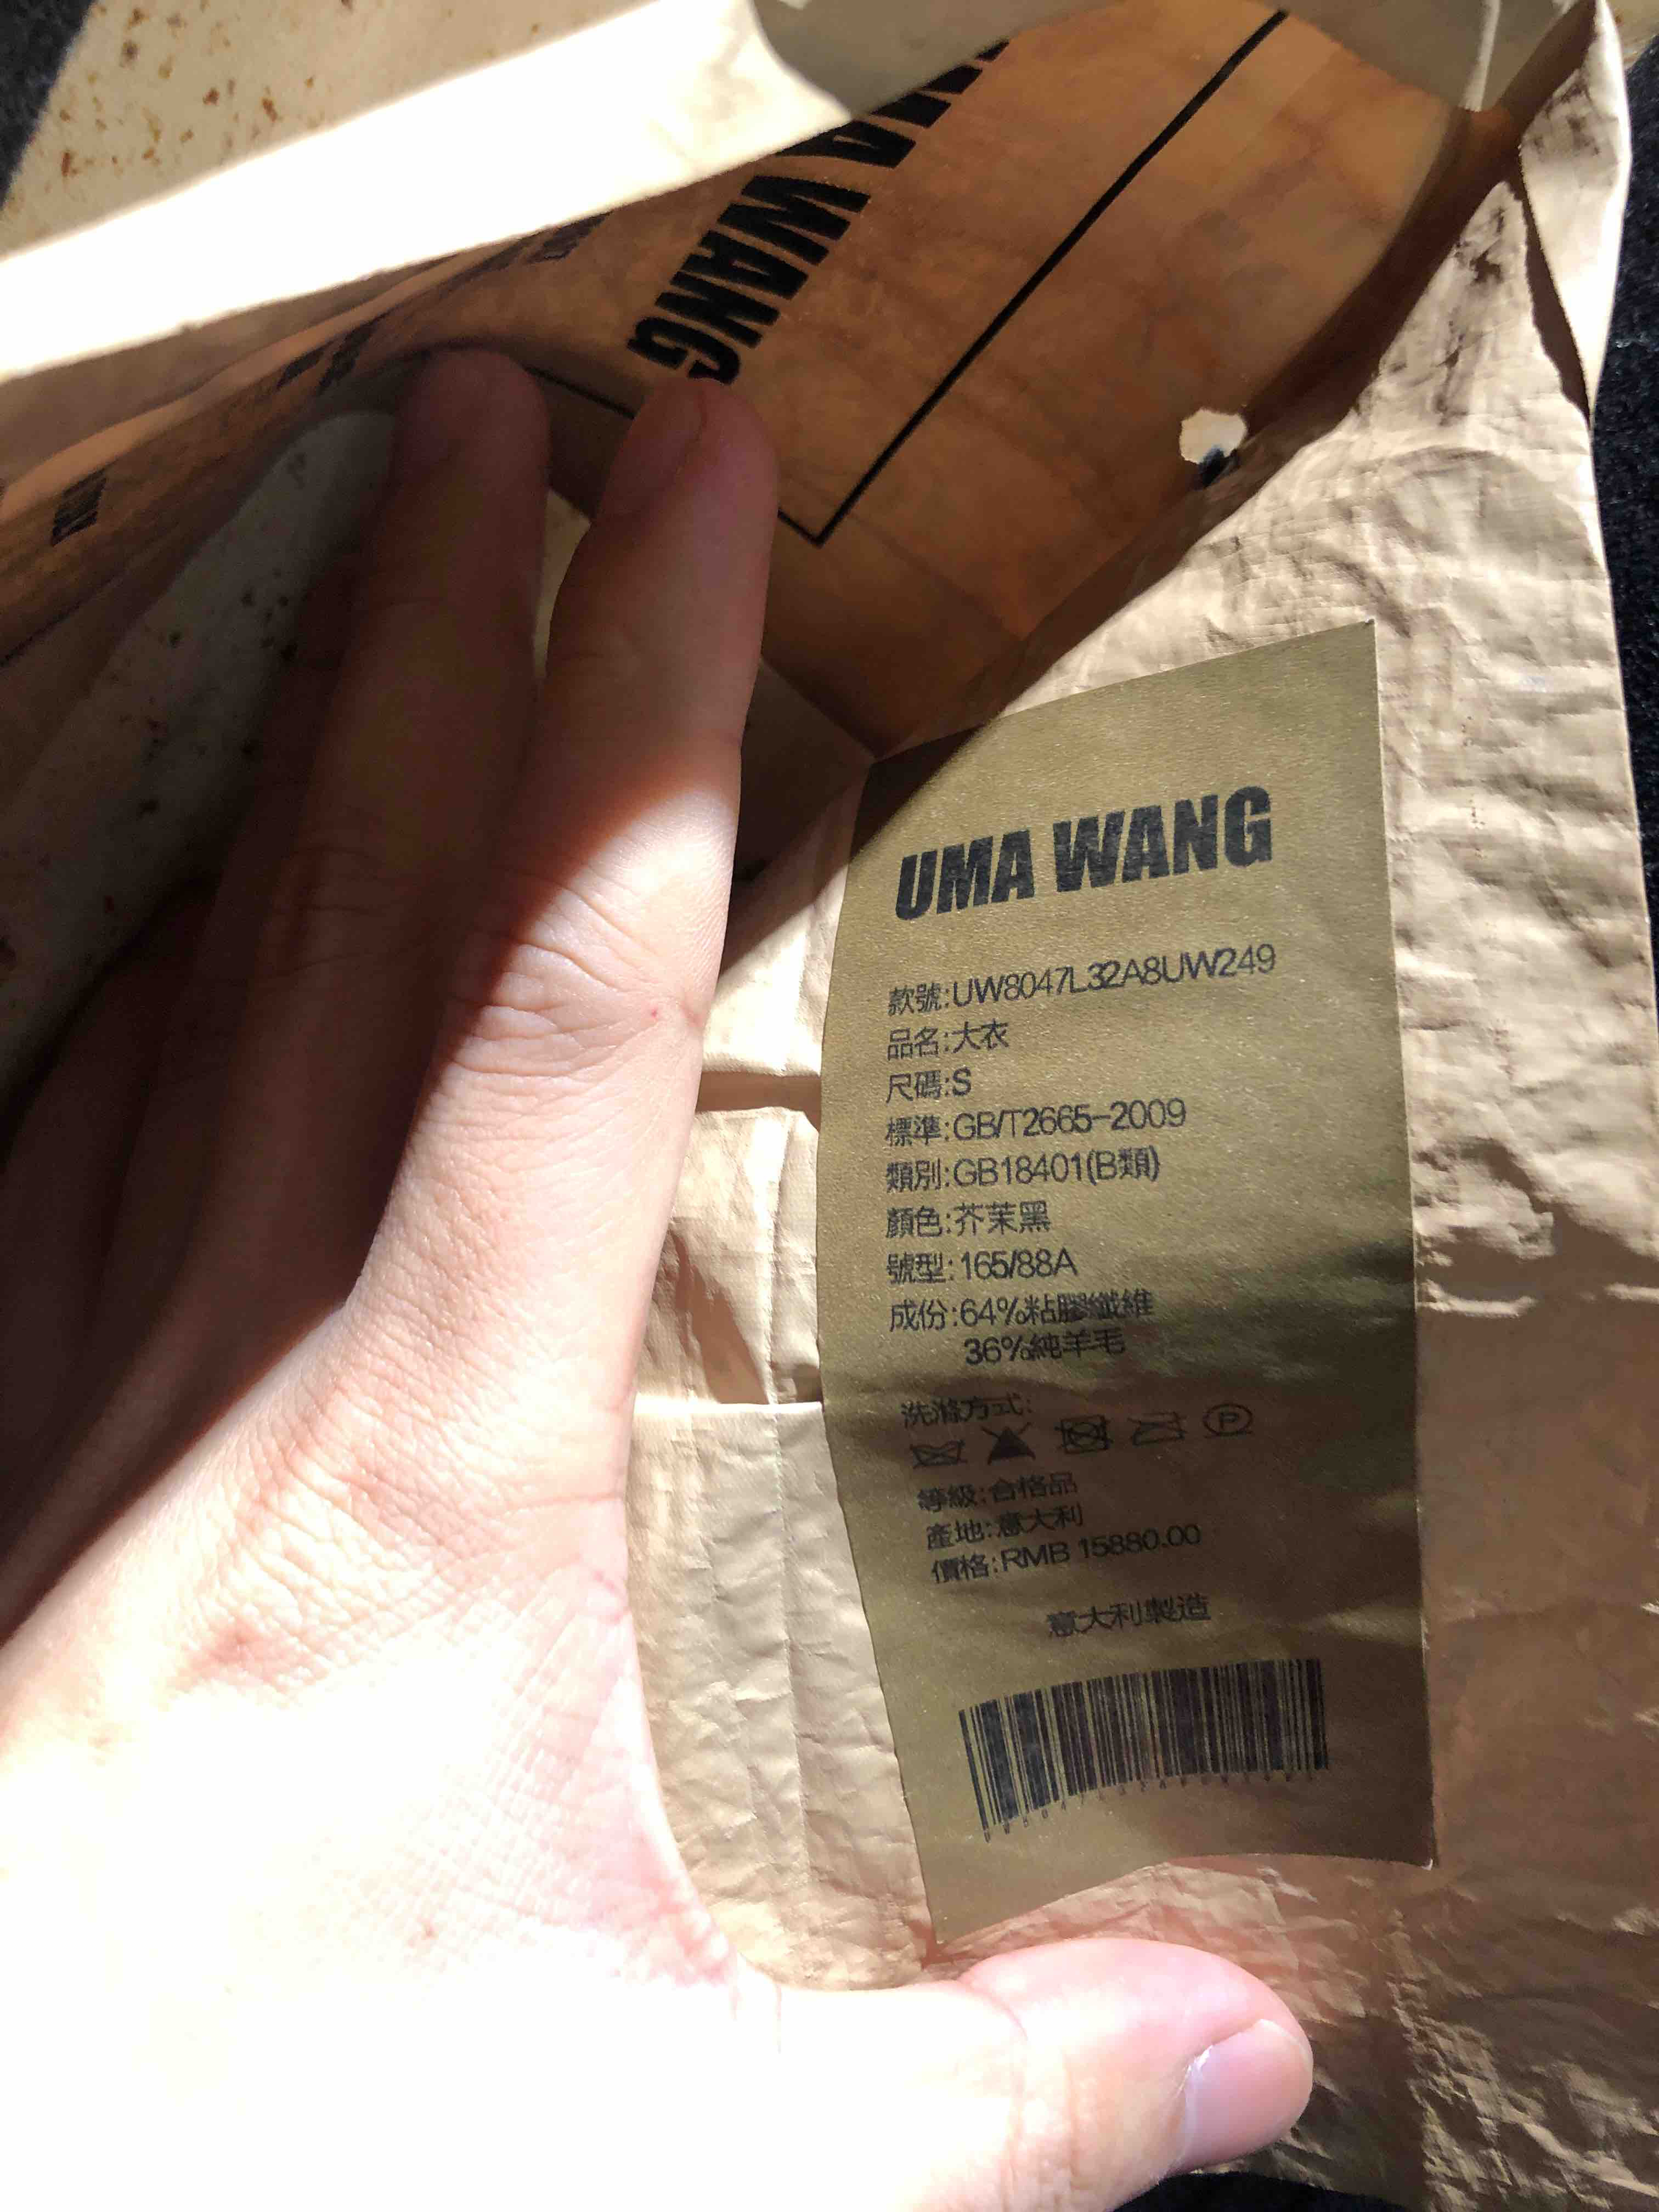 UMA WANG
UMA WANG
款號:UW8047L32A8UW249
品名:大衣
尺碼:S
標準:GB/T2665-2009
類別:GB18401(B類)
顏色:芥茉黑
號型:165/88A
成份:64%粘膠纖維
36%純羊毛
洗滌方式:
P
等級:合格品
產地:意大利
價格:RMB 15880.00
意大利製造